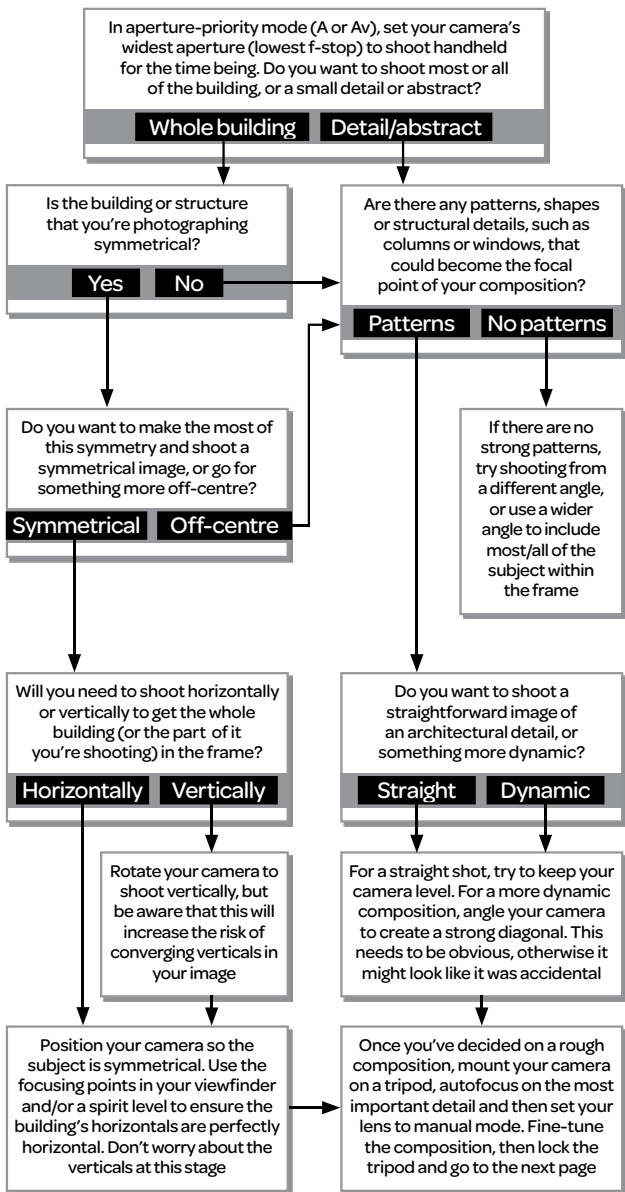 In aperture-priority mode (A or Av), set your camera's
widest aperture (lowest f-stop) to shoot handheld
for the time being. Do you want to shoot most or all
of the building, or a small detail or abstract?
Whole building Detail/abstract
Is the building or structure
that you're photographing
symmetrical?
Yes No
Are there any patterns, shapes
or structural details, such as
columns or windows, that
could become the focal
point of your composition?
Patterns No patterns
Do you want to make the most of
this symmetry and shoot a
symmetrical image, or go for
something more off-centre?
Symmetrical Off-centre
If there are no
strong patterns,
try shooting from
a different angle,
or use a wider
angle to include
most/all of the
subject within
the frame
Will you need to shoot horizontally
or vertically to get the whole
building (or the part of it
you're shooting) in the frame?
Horizontally Vertically
Do you want to shoot a
straightforward image of
an architectural detail, or
something more dynamic?
Straight Dynamic
Rotate your camera to
shoot vertically, but
be aware that this will
increase the risk of
converging verticals in
your image
For a straight shot, try to keep your
camera level. For a more dynamic
composition, angle your camera
to create a strong diagonal. This
needs to be obvious, otherwise it
might look like it was accidental
Position your camera so the
subject is symmetrical. Use the
focusing points in your viewfinder
and/or a spirit level to ensure the
building's horizontals are perfectly
horizontal. Don't worry about the
verticals at this stage
Once you've decided on a rough
composition, mount your camera
on a tripod, autofocus on the most
important detail and then set your
lens to manual mode. Fine-tune
the composition, then lock the
tripod and go to the next page